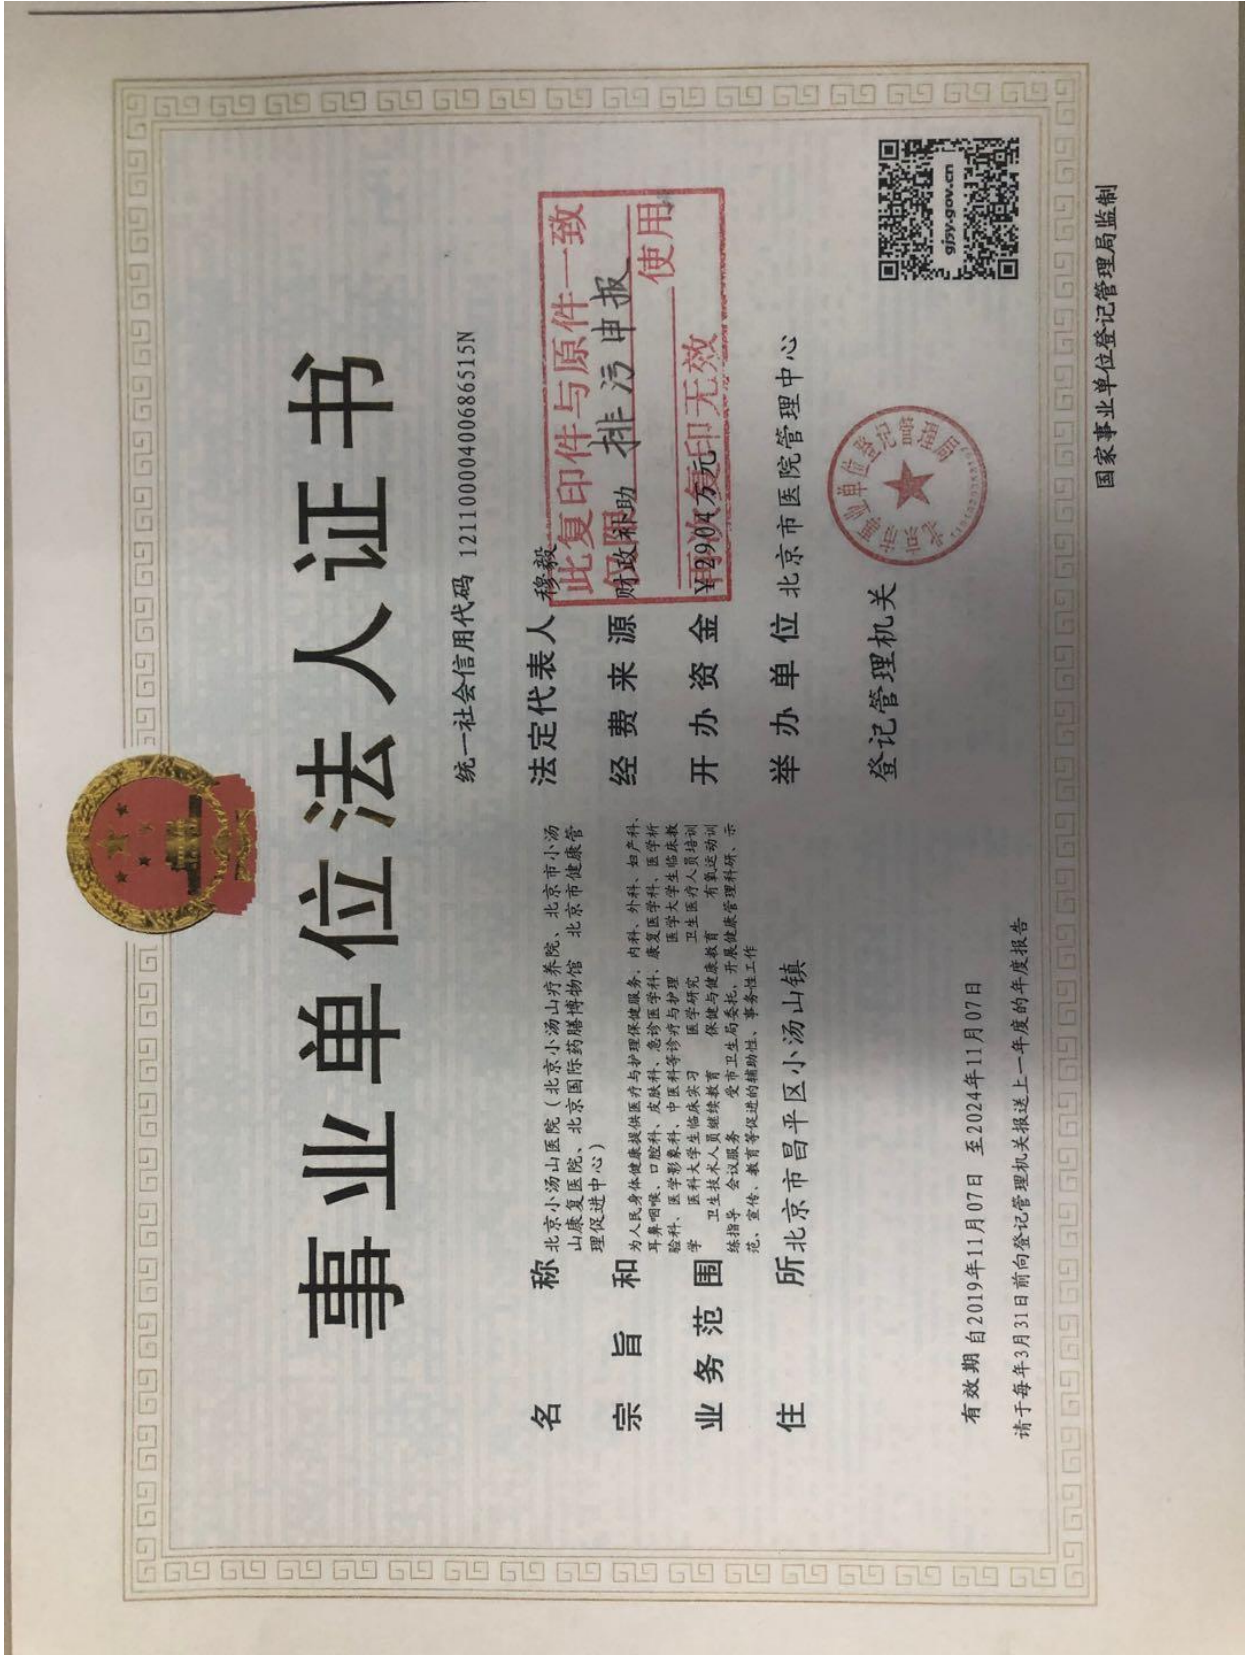 事业单位法人证书
统一社会信用代码 12110000400686515N
名称 北京小汤山医院（北京小汤山疗养院、北京市小汤
山康复医院、北京国际药膳博物馆 北京市健康管
理促进中心）
宗旨和
业务范围
为人民身体健康提供医疗与护理保健服务。内科、外科、妇产科、
耳鼻咽喉、口腔科、皮肤科、急诊医学科、康复医学科、医学析
验科、医学影象科、中医科等诊疗与护理 医学大学生临床教
学 医科大学生临床实习 医学研究 卫生医疗人员培训
卫生技术人员继续教育 保健与健康教育 有氧运动训
练指导 会议服务 受市卫生局委托，开展健康管理科研、示
范、宣传、教育等促进的辅助性、事务性工作
住所 北京市昌平区小汤山镇
法定代表人 穆毅
经费来源 财政补助
开办资金 ¥2904万元
举办单位 北京市医院管理中心
登记管理机关
此复印件与原件一致
仅限 排污申报 使用
再次复印无效
北京市事业单位登记管理局
gjsy.gov.cn
有效期 自2019年11月07日 至2024年11月07日
请于每年3月31日前向登记管理机关报送上一年度的年度报告
国家事业单位登记管理局监制